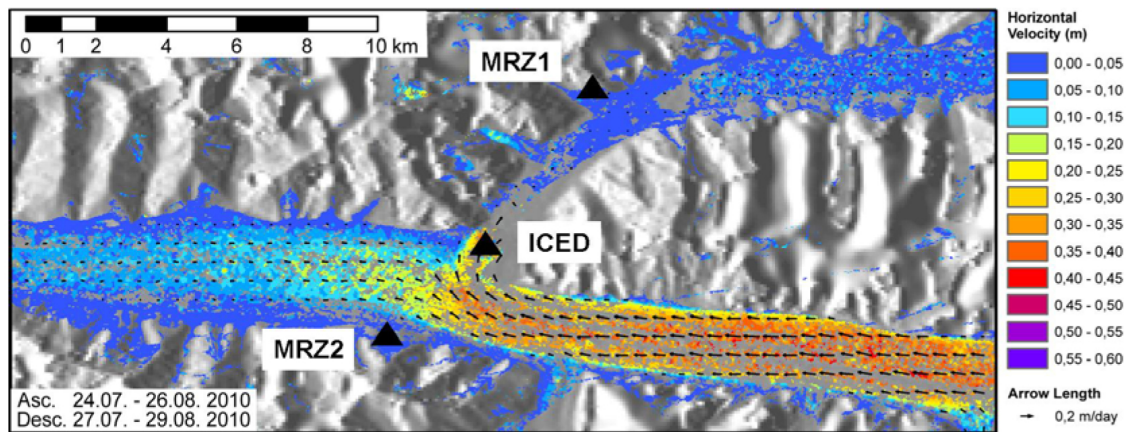 0 1 2 4 6 8 10 km
MRZ1
ICED
MRZ2
Asc. 24.07. - 26.08. 2010
Desc. 27.07. - 29.08. 2010
Horizontal
Velocity (m)
0,00 - 0,05
0,05 - 0,10
0,10 - 0,15
0,15 - 0,20
0,20 - 0,25
0,25 - 0,30
0,30 - 0,35
0,35 - 0,40
0,40 - 0,45
0,45 - 0,50
0,50 - 0,55
0,55 - 0,60
Arrow Length
0,2 m/day